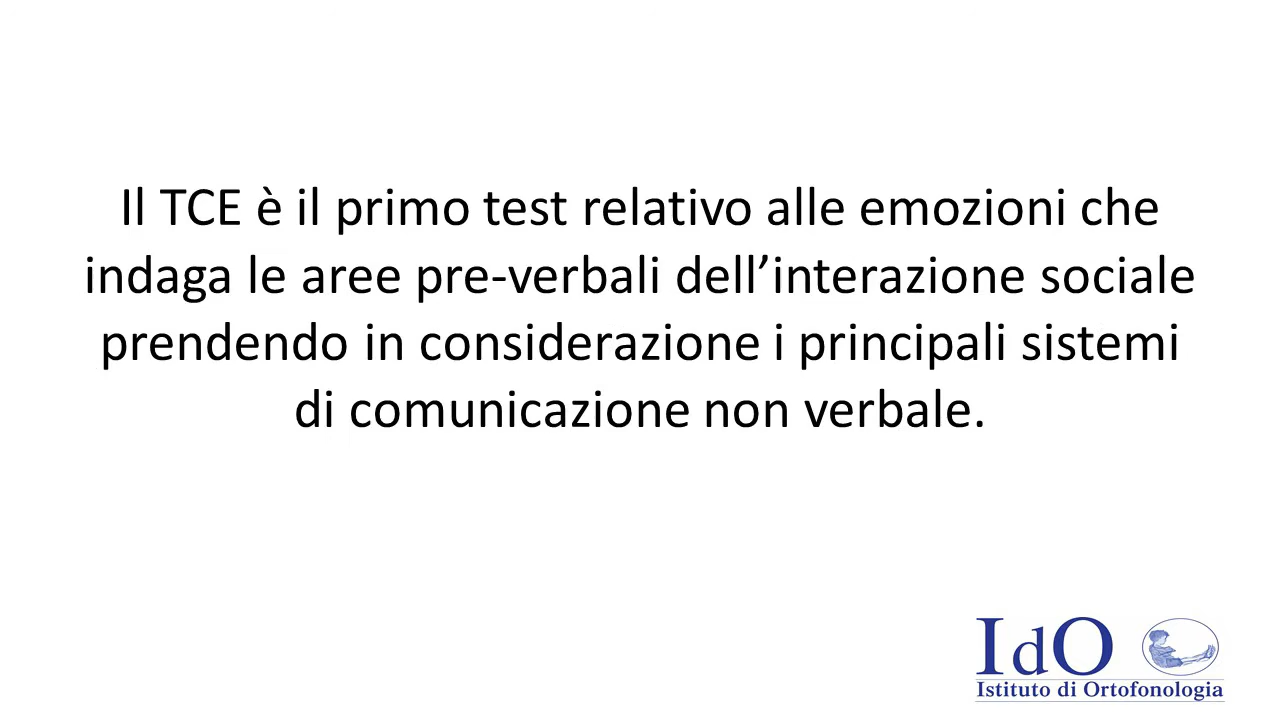 Il TCE è il primo test relativo alle emozioni che
indaga le aree pre-verbali dell’interazione sociale
prendendo in considerazione i principali sistemi
di comunicazione non verbale.
IdO
Istituto di Ortofonologia